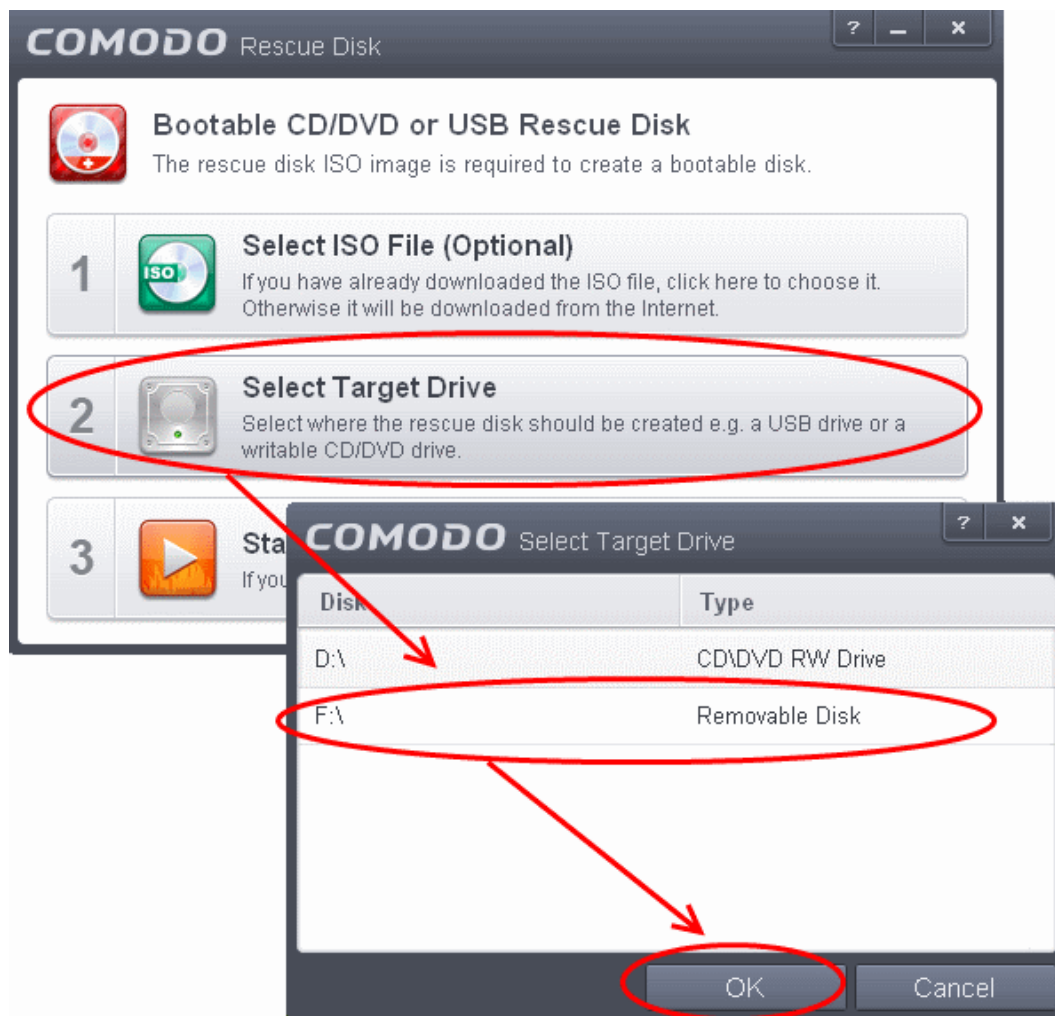 COMODO Rescue Disk
? _ x
Bootable CD/DVD or USB Rescue Disk
The rescue disk ISO image is required to create a bootable disk.
1
ISO
Select ISO File (Optional)
If you have already downloaded the ISO file, click here to choose it.
Otherwise it will be downloaded from the Internet.
2
Select Target Drive
Select where the rescue disk should be created e.g. a USB drive or a
writable CD/DVD drive.
3
Sta
If you
COMODO Select Target Drive
? x
Disk Type
D:\ CD\DVD RW Drive
F:\ Removable Disk
OK Cancel